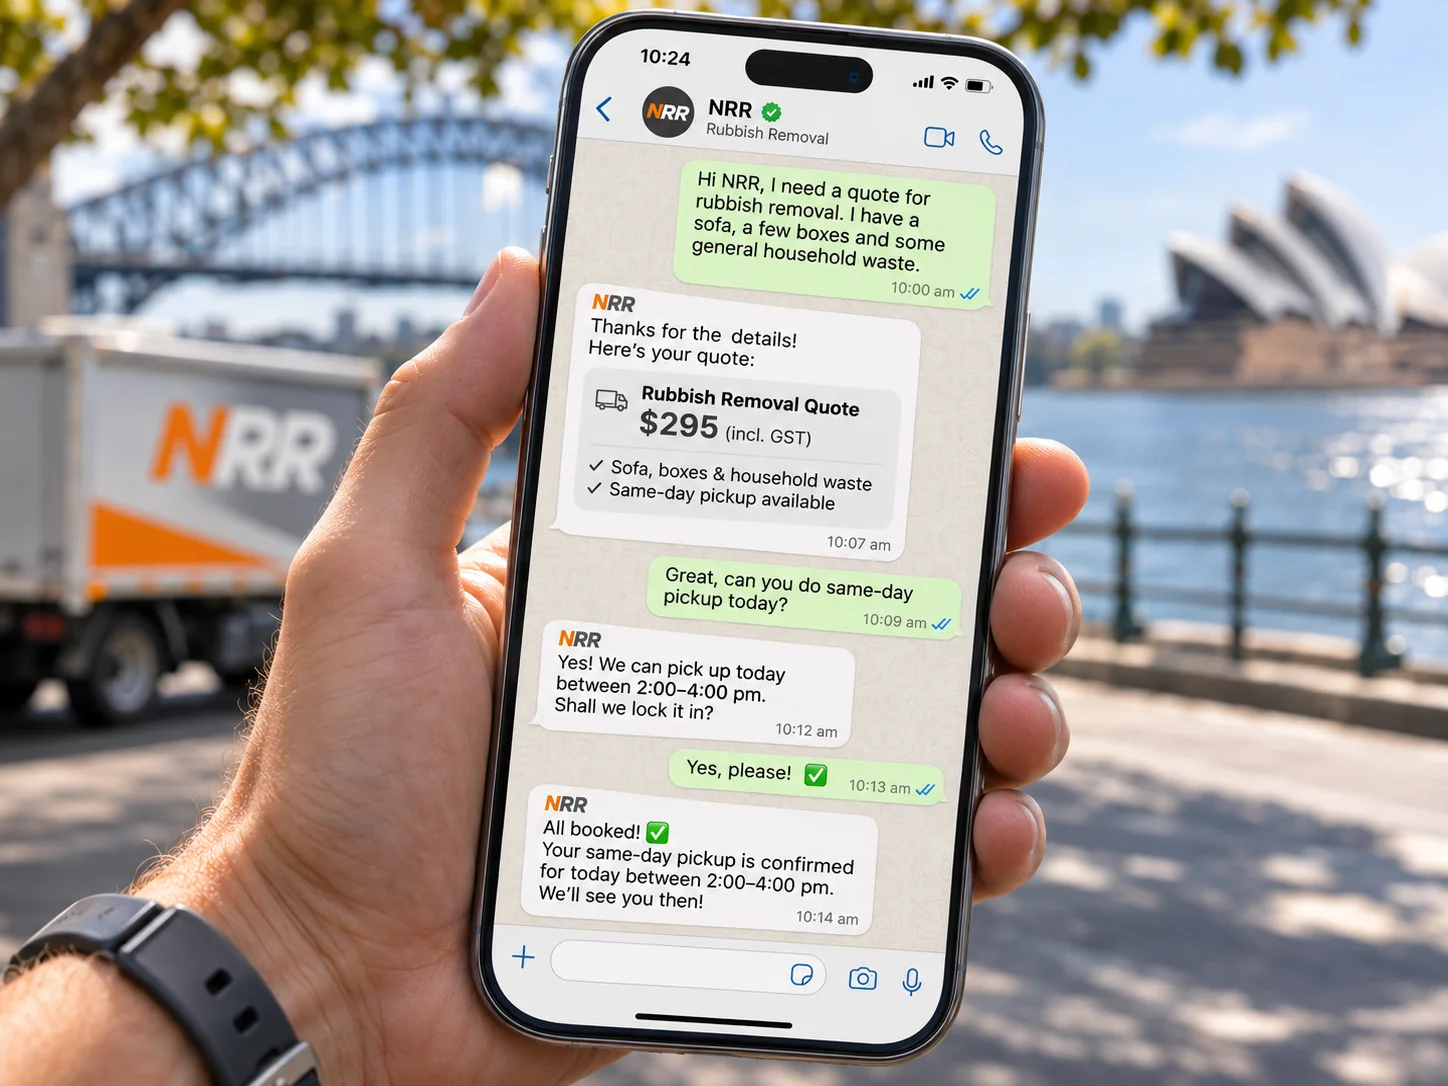 10:24
NRR
NRR
Rubbish Removal
Hi NRR, I need a quote for
rubbish removal. I have a
sofa, a few boxes and some
general household waste.
10:00 am
NRR
Thanks for the details!
Here's your quote:
Rubbish Removal Quote
$295 (incl. GST)
Sofa, boxes & household waste
Same-day pickup available
10:07 am
Great, can you do same-day
pickup today?
10:09 am
NRR
Yes! We can pick up today
between 2:00–4:00 pm.
Shall we lock it in?
10:12 am
Yes, please! ✅
10:13 am
NRR
All booked! ✅
Your same-day pickup is confirmed
for today between 2:00–4:00 pm.
We'll see you then!
10:14 am
NRR